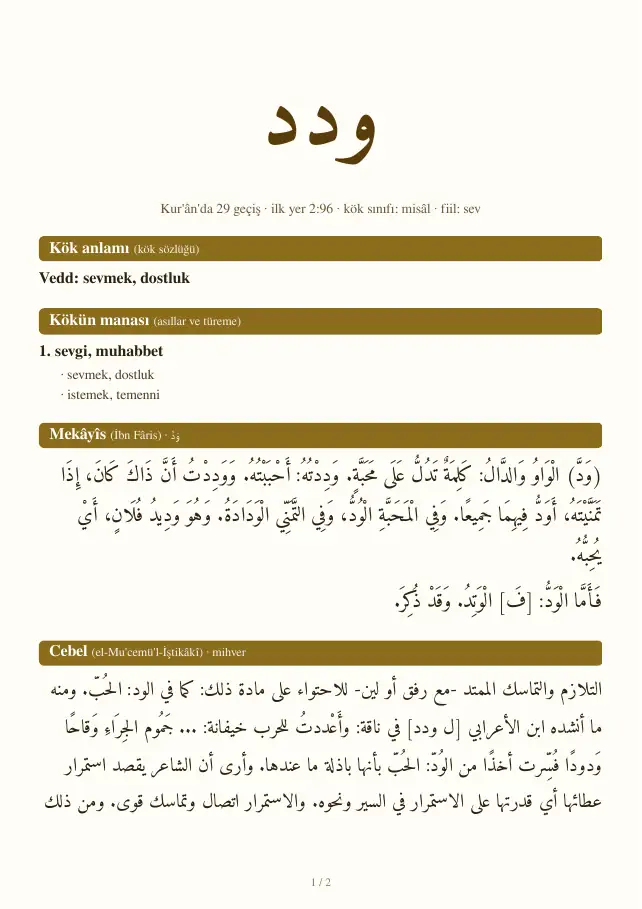 ودد
Kur'ân'da 29 geçiş · ilk yer 2:96 · kök sınıfı: misâl · fiil: sev
Kök anlamı (kök sözlüğü)
Vedd: sevmek, dostluk
Kökün manası (asıllar ve türeme)
1. sevgi, muhabbet
· sevmek, dostluk
· istemek, temenni
Mekâyîs (İbn Fâris) · وَدَّ
(وَدَّ) الْوَاوُ وَالدَّالُ: كَلِمَةٌ تَدُلُّ عَلَى مَحَبَّةٍ. وَدِدْتُهُ: أَحْبَبْتُهُ. وَوَدِدْتُ أَنَّ ذَاكَ كَانَ، إِذَا
تَمَنَّيْتَهُ، أَوَدُّ فِيهِمَا جَمِيعًا. وَفِي الْمَحَبَّةِ الْوُدُّ، وَفِي التَّمَنِّي الْوَدَادَةُ. وَهُوَ وَدِيدُ فُلَانٍ، أَيْ
يُحِبُّهُ.
فَأَمَّا الْوَدُّ: [فَ] الْوَتِدُ. وَقَدْ ذُكِرَ.
Cebel (el-Mu'cemü'l-İştikâkî) · mihver
التلازم والتماسك الممتد -مع رفق أو لين- للاحتواء على مادة ذلك: كما في الود: الحُبّ. ومنه
ما أنشده ابن الأعرابي [ل ودد] في ناقة: وأَعْددتُ للحرب خيفانة: ... جَمُوم الجِرَاءِ وَقاحًا
وَدودًا فُسِّرت أخذًا من الوُدّ: الحُبّ بأنها باذلة ما عندها. وأرى أن الشاعر يقصد استمرار
عطائها أي قدرتها على الاستمرار في السير ونحوه. والاستمرار اتصال وتماسك قوى. ومن ذلك
1 / 2